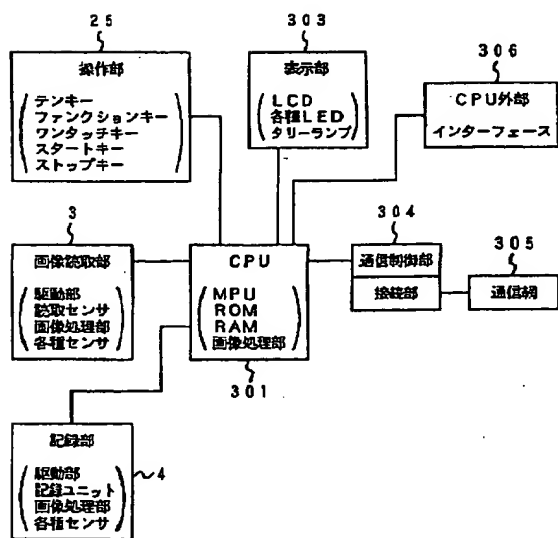 25
操作部
テンキー
ファンクションキー
ワンタッチキー
スタートキー
ストップキー
303
表示部
LCD
各種LED
タリーランプ
306
CPU外部
インターフェース
3
画像読取部
駆動部
読取センサ
画像処理部
各種センサ
CPU
MPU
ROM
RAM
画像処理部
301
304
通信制御部
接続部
305
通信網
記録部
駆動部
記録ユニット
画像処理部
各種センサ
4